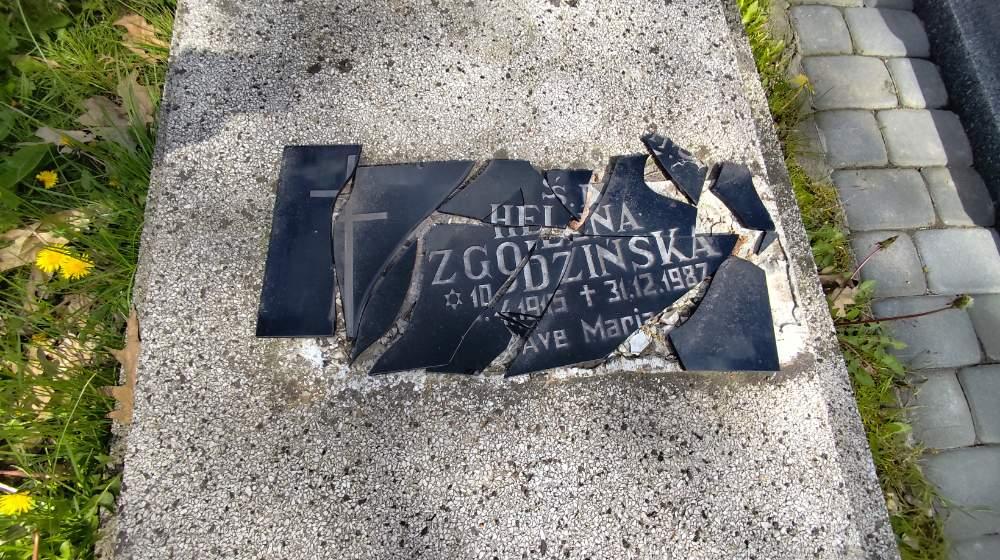 Ś.P.
HELENA
ZGODZIŃSKA
† 31.12.1987
Ave Maria